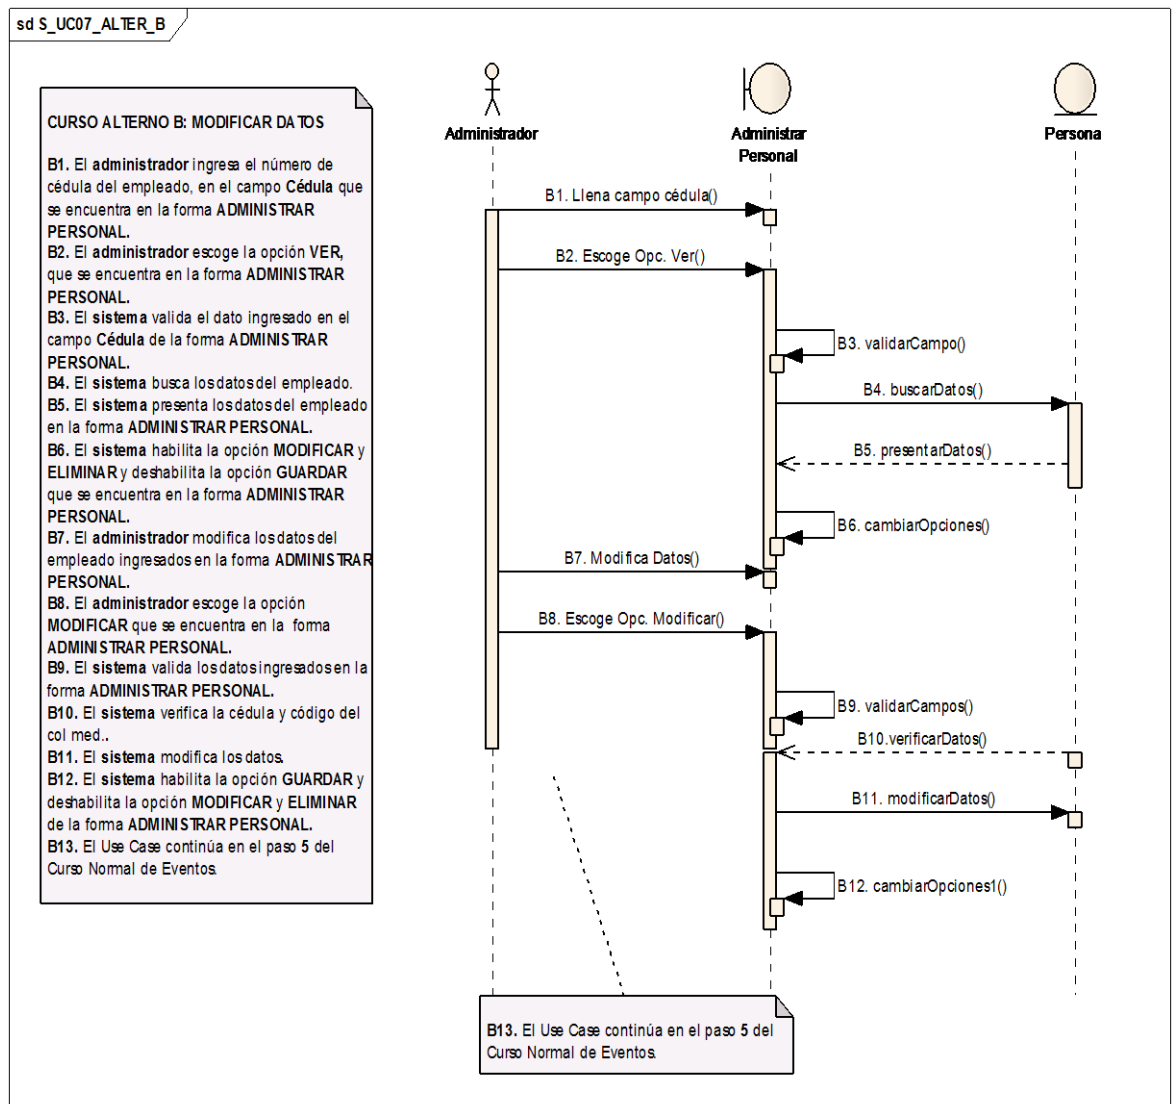 sd S_UC07_ALTER_B
CURSO ALTERNO B: MODIFICAR DATOS
B1. El administrador ingresa el número de
cédula del empleado, en el campo Cédula que
se encuentra en la forma ADMINISTRAR
PERSONAL.
B2. El administrador escoge la opción VER,
que se encuentra en la forma ADMINISTRAR
PERSONAL.
B3. El sistema valida el dato ingresado en el
campo Cédula de la forma ADMINISTRAR
PERSONAL.
B4. El sistema busca los datos del empleado.
B5. El sistema presenta los datos del empleado
en la forma ADMINISTRAR PERSONAL.
B6. El sistema habilita la opción MODIFICAR y
ELIMINAR y deshabilita la opción GUARDAR
que se encuentra en la forma ADMINISTRAR
PERSONAL.
B7. El administrador modifica los datos del
empleado ingresados en la forma ADMINISTRAR
PERSONAL.
B8. El administrador escoge la opción
MODIFICAR que se encuentra en la forma
ADMINISTRAR PERSONAL.
B9. El sistema valida los datos ingresados en la
forma ADMINISTRAR PERSONAL.
B10. El sistema verifica la cédula y código del
col med..
B11. El sistema modifica los datos.
B12. El sistema habilita la opción GUARDAR y
deshabilita la opción MODIFICAR y ELIMINAR
de la forma ADMINISTRAR PERSONAL.
B13. El Use Case continúa en el paso 5 del
Curso Normal de Eventos.
Administrador
Administrar
Personal
Persona
B1. Llena campo cédula()
B2. Escoge Opc. Ver()
B3. validarCampo()
B4. buscarDatos()
B5. presentarDatos()
B6. cambiarOpciones()
B7. Modifica Datos()
B8. Escoge Opc. Modificar()
B9. validarCampos()
B10.verificarDatos()
B11. modificarDatos()
B12. cambiarOpciones1()
B13. El Use Case continúa en el paso 5 del
Curso Normal de Eventos.